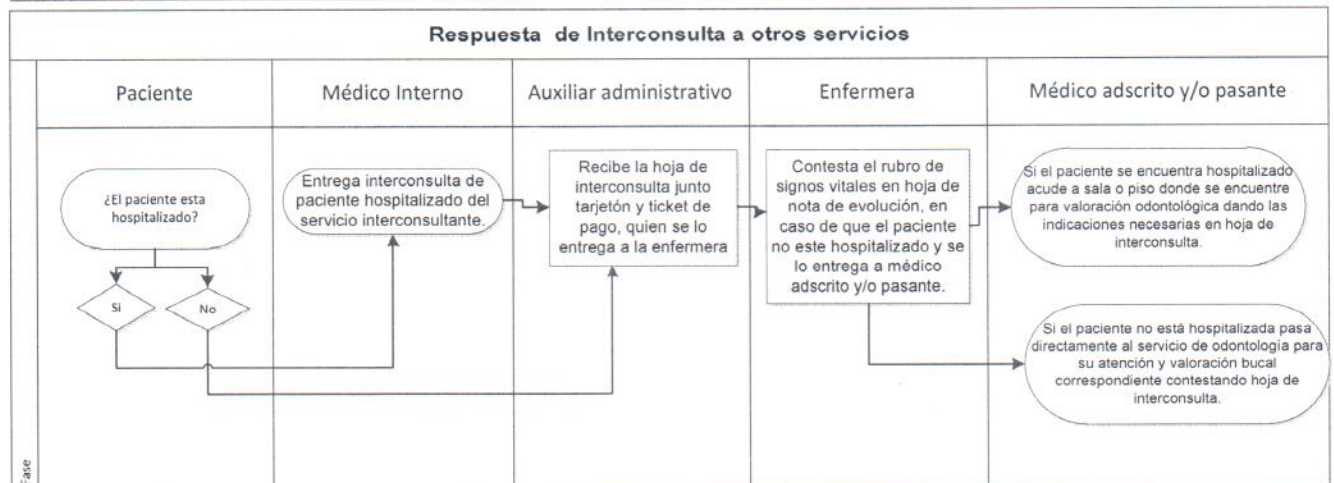 Respuesta de Interconsulta a otros servicios
Paciente
Médico Interno
Auxiliar administrativo
Enfermera
Médico adscrito y/o pasante
¿El paciente esta
hospitalizado?
Si
No
Entrega interconsulta de
paciente hospitalizado del
servicio interconsultante.
Recibe la hoja de
interconsulta junto
tarjetón y ticket de
pago, quien se lo
entrega a la enfermera
Contesta el rubro de
signos vitales en hoja de
nota de evolución, en
caso de que el paciente
no este hospitalizado y se
lo entrega a médico
adscrito y/o pasante.
Si el paciente se encuentra hospitalizado
acude a sala o piso donde se encuentre
para valoración odontológica dando las
indicaciones necesarias en hoja de
interconsulta.
Si el paciente no está hospitalizada pasa
directamente al servicio de odontología para
su atención y valoración bucal
correspondiente contestando hoja de
interconsulta.
Fase